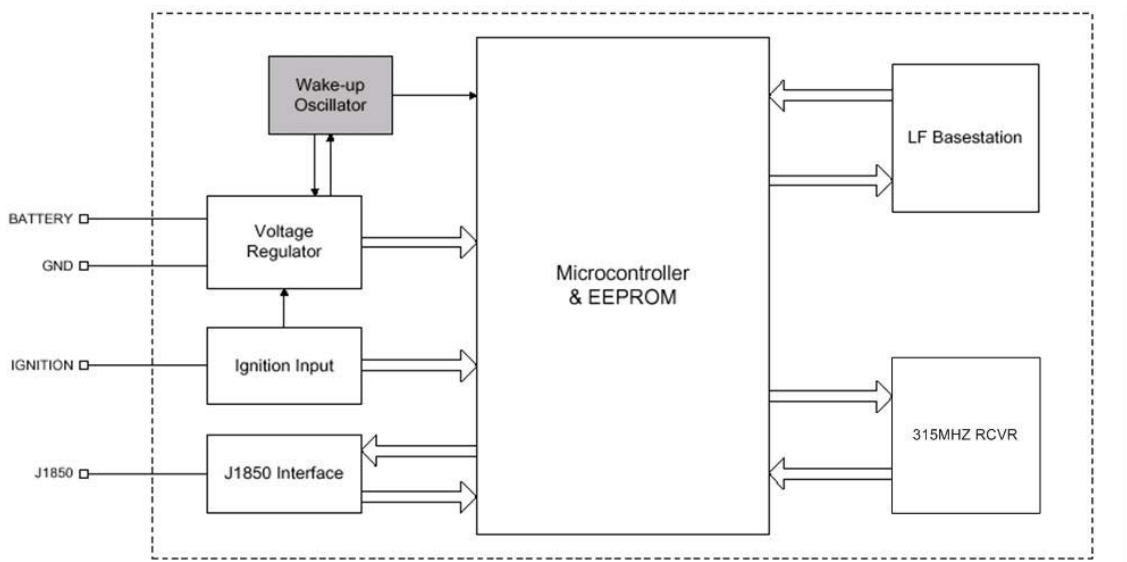 Wake-up
Oscillator
LF Basestation
BATTERY
Voltage
Regulator
GND
Microcontroller
& EEPROM
IGNITION
Ignition Input
315MHZ RCVR
J1850
J1850 Interface